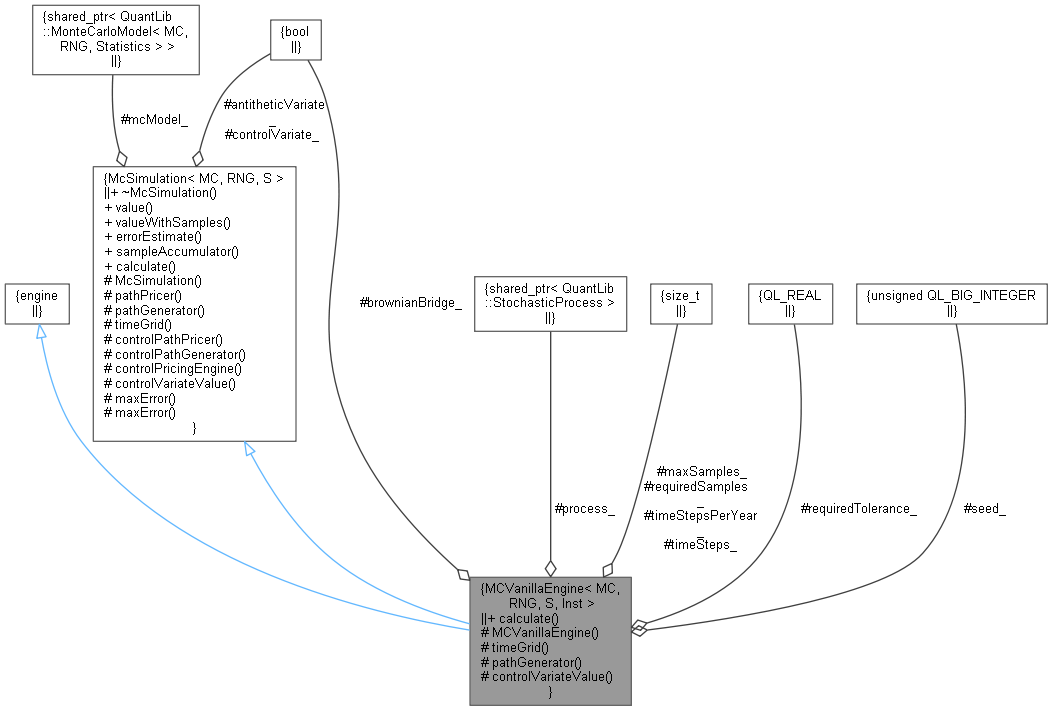 {shared_ptr< QuantLib
::MonteCarloModel< MC,
RNG, Statistics > >
||}
{bool
||}
#mcModel_
#antitheticVariate
_
#controlVariate_
{McSimulation< MC, RNG, S >
||+ ~McSimulation()
+ value()
+ valueWithSamples()
+ errorEstimate()
+ sampleAccumulator()
+ calculate()
# McSimulation()
# pathPricer()
# pathGenerator()
# timeGrid()
# controlPathPricer()
# controlPathGenerator()
# controlPricingEngine()
# controlVariateValue()
# maxError()
# maxError()
}
{engine
||}
#brownianBridge_
{shared_ptr< QuantLib
::StochasticProcess >
||}
{size_t
||}
{QL_REAL
||}
{unsigned QL_BIG_INTEGER
||}
#process_
#maxSamples_
#requiredSamples
_
#timeStepsPerYear
_
#timeSteps_
#requiredTolerance_
#seed_
{MCVanillaEngine< MC,
RNG, S, Inst >
||+ calculate()
# MCVanillaEngine()
# timeGrid()
# pathGenerator()
# controlVariateValue()
}